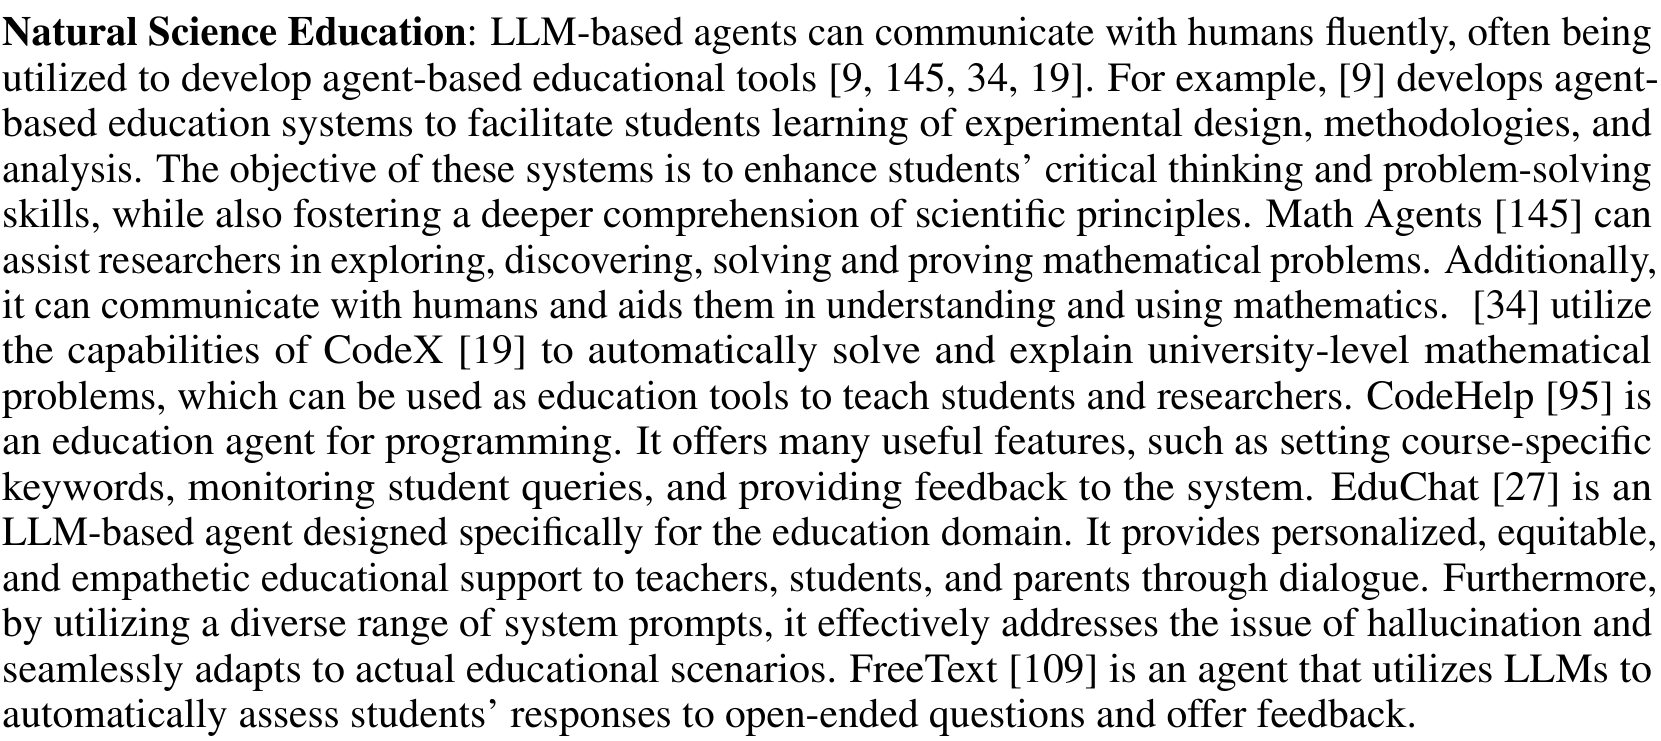 Natural Science Education: LLM-based agents can communicate with humans fluently, often being
utilized to develop agent-based educational tools [9, 145, 34, 19]. For example, [9] develops agent-
based education systems to facilitate students learning of experimental design, methodologies, and
analysis. The objective of these systems is to enhance students’ critical thinking and problem-solving
skills, while also fostering a deeper comprehension of scientific principles. Math Agents [145] can
assist researchers in exploring, discovering, solving and proving mathematical problems. Additionally,
it can communicate with humans and aids them in understanding and using mathematics. [34] utilize
the capabilities of CodeX [19] to automatically solve and explain university-level mathematical
problems, which can be used as education tools to teach students and researchers. CodeHelp [95] is
an education agent for programming. It offers many useful features, such as setting course-specific
keywords, monitoring student queries, and providing feedback to the system. EduChat [27] is an
LLM-based agent designed specifically for the education domain. It provides personalized, equitable,
and empathetic educational support to teachers, students, and parents through dialogue. Furthermore,
by utilizing a diverse range of system prompts, it effectively addresses the issue of hallucination and
seamlessly adapts to actual educational scenarios. FreeText [109] is an agent that utilizes LLMs to
automatically assess students’ responses to open-ended questions and offer feedback.